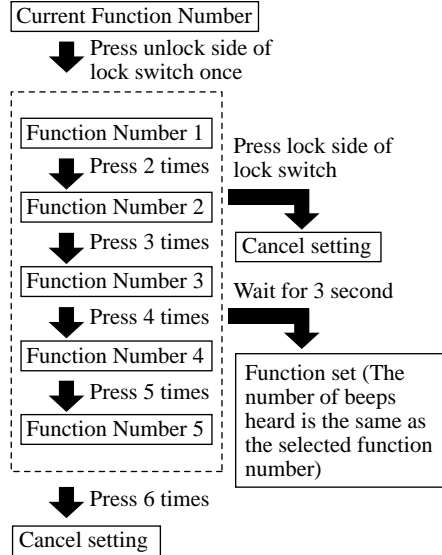 Current Function Number
Press unlock side of
lock switch once
Function Number 1
Press 2 times
Function Number 2
Press 3 times
Function Number 3
Press 4 times
Function Number 4
Press 5 times
Function Number 5
Press lock side of
lock switch
Cancel setting
Wait for 3 second
Function set (The
number of beeps
heard is the same as
the selected function
number)
Press 6 times
Cancel setting